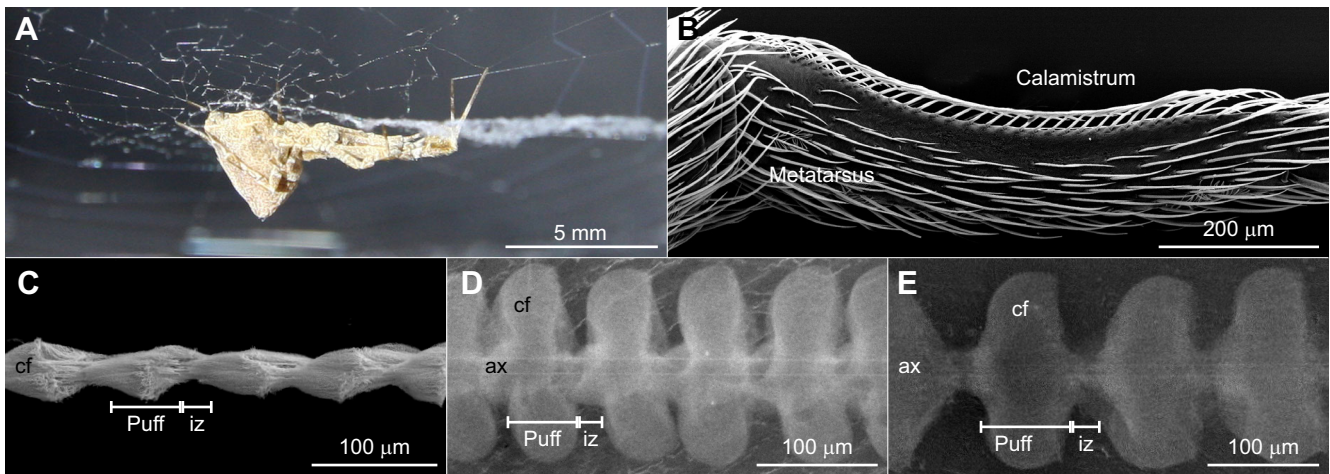 A
5 mm
B
Calamistrum
Metatarsus
200 μm
C
cf
Puff
iz
100 μm
D
cf
ax
Puff
iz
100 μm
E
cf
ax
Puff
iz
100 μm